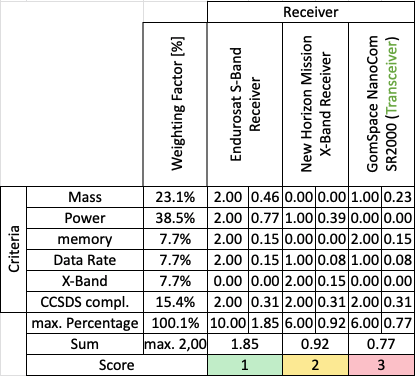 Receiver
Weighting Factor [%]
Endurosat S-Band
Receiver
New Horizon Mission
X-Band Receiver
GomSpace NanoCom
SR2000 (Transceiver)
Criteria
Mass 23.1% 2.00 0.46 0.00 0.00 1.00 0.23
Power 38.5% 2.00 0.77 1.00 0.39 0.00 0.00
memory 7.7% 2.00 0.15 0.00 0.00 2.00 0.15
Data Rate 7.7% 2.00 0.15 1.00 0.08 1.00 0.08
X-Band 7.7% 0.00 0.00 2.00 0.15 0.00 0.00
CCSDS compl. 15.4% 2.00 0.31 2.00 0.31 2.00 0.31
max. Percentage 100.1% 10.00 1.85 6.00 0.92 6.00 0.77
Sum max. 2,00 1.85 0.92 0.77
Score 1 2 3